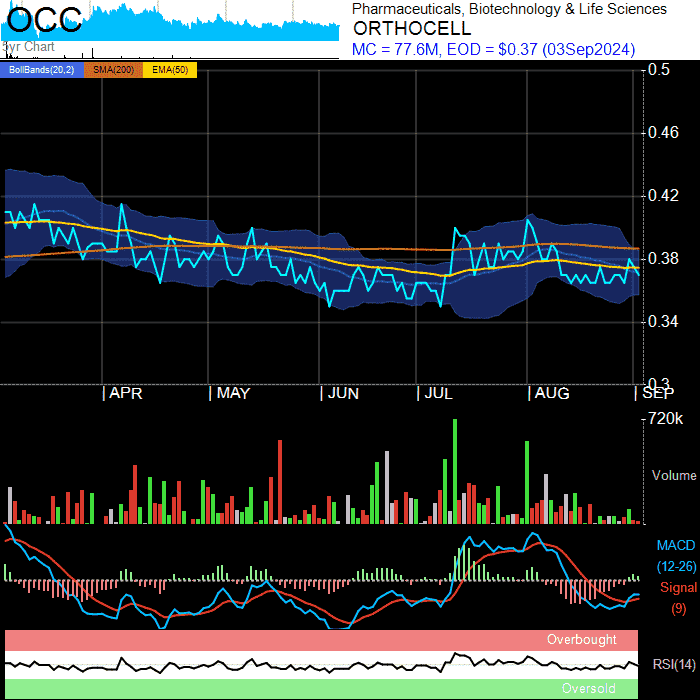 OCC
5yr Chart
Pharmaceuticals, Biotechnology & Life Sciences
ORTHOCELL
MC = 77.6M, EOD = $0.37 (03Sep2024)
BollBands(20,2) SMA(200) EMA(50)
0.5
0.46
0.42
0.38
0.34
0.3
APR MAY JUN JUL AUG SEP
720k
Volume
MACD
(12-26)
Signal
(9)
Overbought
RSI(14)
Oversold